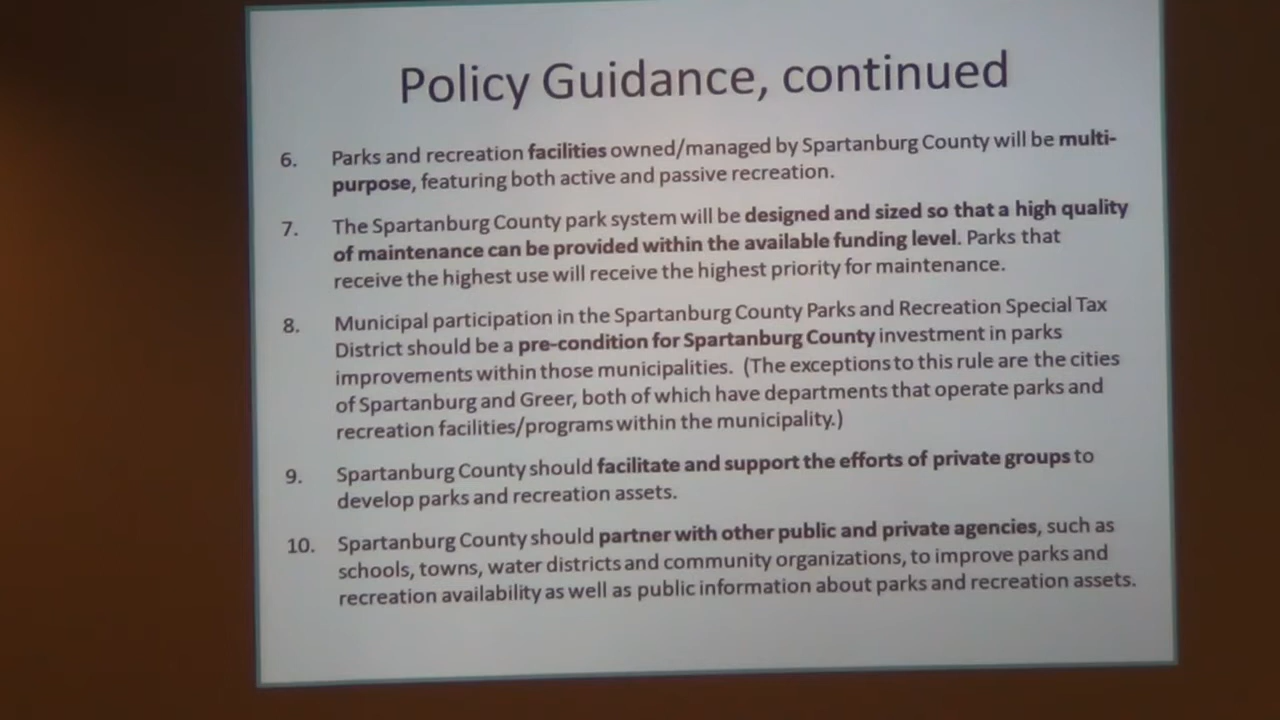 Policy Guidance, continued
6. Parks and recreation facilities owned/managed by Spartanburg County will be multi-
purpose, featuring both active and passive recreation.
7. The Spartanburg County park system will be designed and sized so that a high quality
of maintenance can be provided within the available funding level. Parks that
receive the highest use will receive the highest priority for maintenance.
8. Municipal participation in the Spartanburg County Parks and Recreation Special Tax
District should be a pre-condition for Spartanburg County investment in parks
improvements within those municipalities. (The exceptions to this rule are the cities
of Spartanburg and Greer, both of which have departments that operate parks and
recreation facilities/programs within the municipality.)
9. Spartanburg County should facilitate and support the efforts of private groups to
develop parks and recreation assets.
10. Spartanburg County should partner with other public and private agencies, such as
schools, towns, water districts and community organizations, to improve parks and
recreation availability as well as public information about parks and recreation assets.